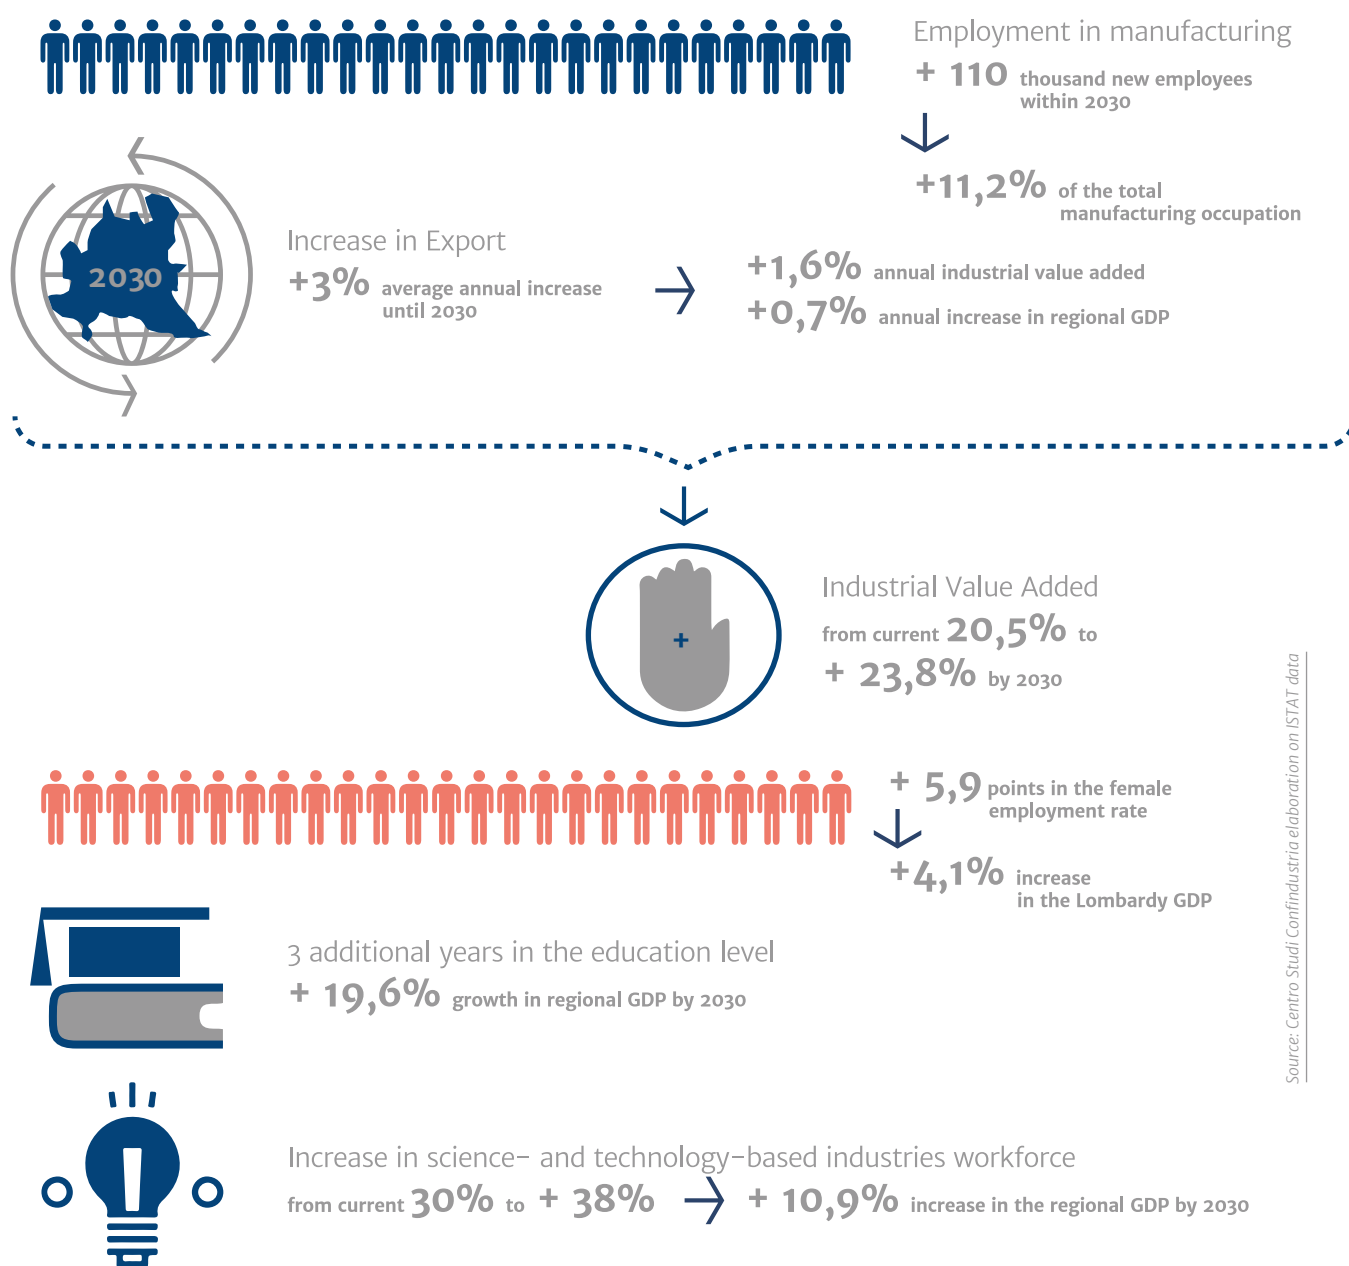 Employment in manufacturing
+ 110 thousand new employees
within 2030
+11,2% of the total
manufacturing occupation
2030
Increase in Export
+3% average annual increase
until 2030
+1,6% annual industrial value added
+0,7% annual increase in regional GDP
+
Industrial Value Added
from current 20,5% to
+ 23,8% by 2030
+ 5,9 points in the female
employment rate
+4,1% increase
in the Lombardy GDP
3 additional years in the education level
+ 19,6% growth in regional GDP by 2030
Increase in science- and technology-based industries workforce
from current 30% to + 38%
+ 10,9% increase in the regional GDP by 2030
Source: Centro Studi Confindustria elaboration on ISTAT data